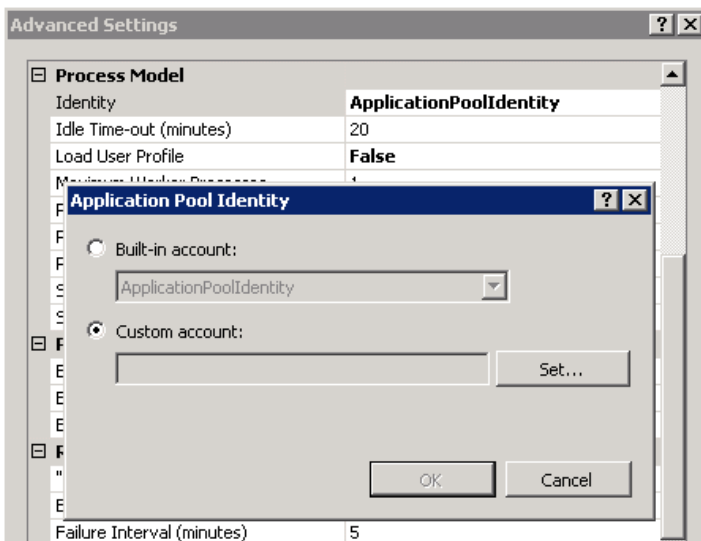 Advanced Settings
Process Model
Identity ApplicationPoolIdentity
Idle Time-out (minutes) 20
Load User Profile False
Application Pool Identity
Built-in account:
ApplicationPoolIdentity
Custom account:
Set...
OK Cancel
Failure Interval (minutes) 5